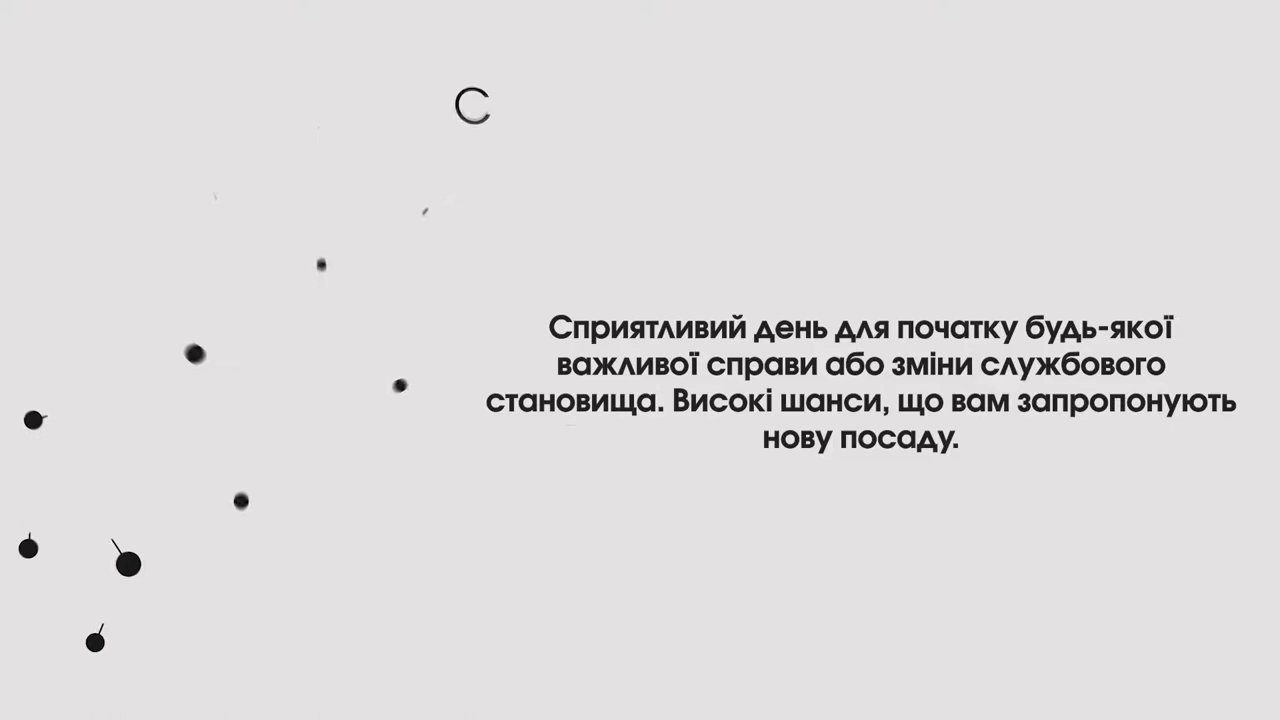 С
Сприятливий день для початку будь-якої
важливої справи або зміни службового
становища. Високі шанси, що вам запропонують
нову посаду.